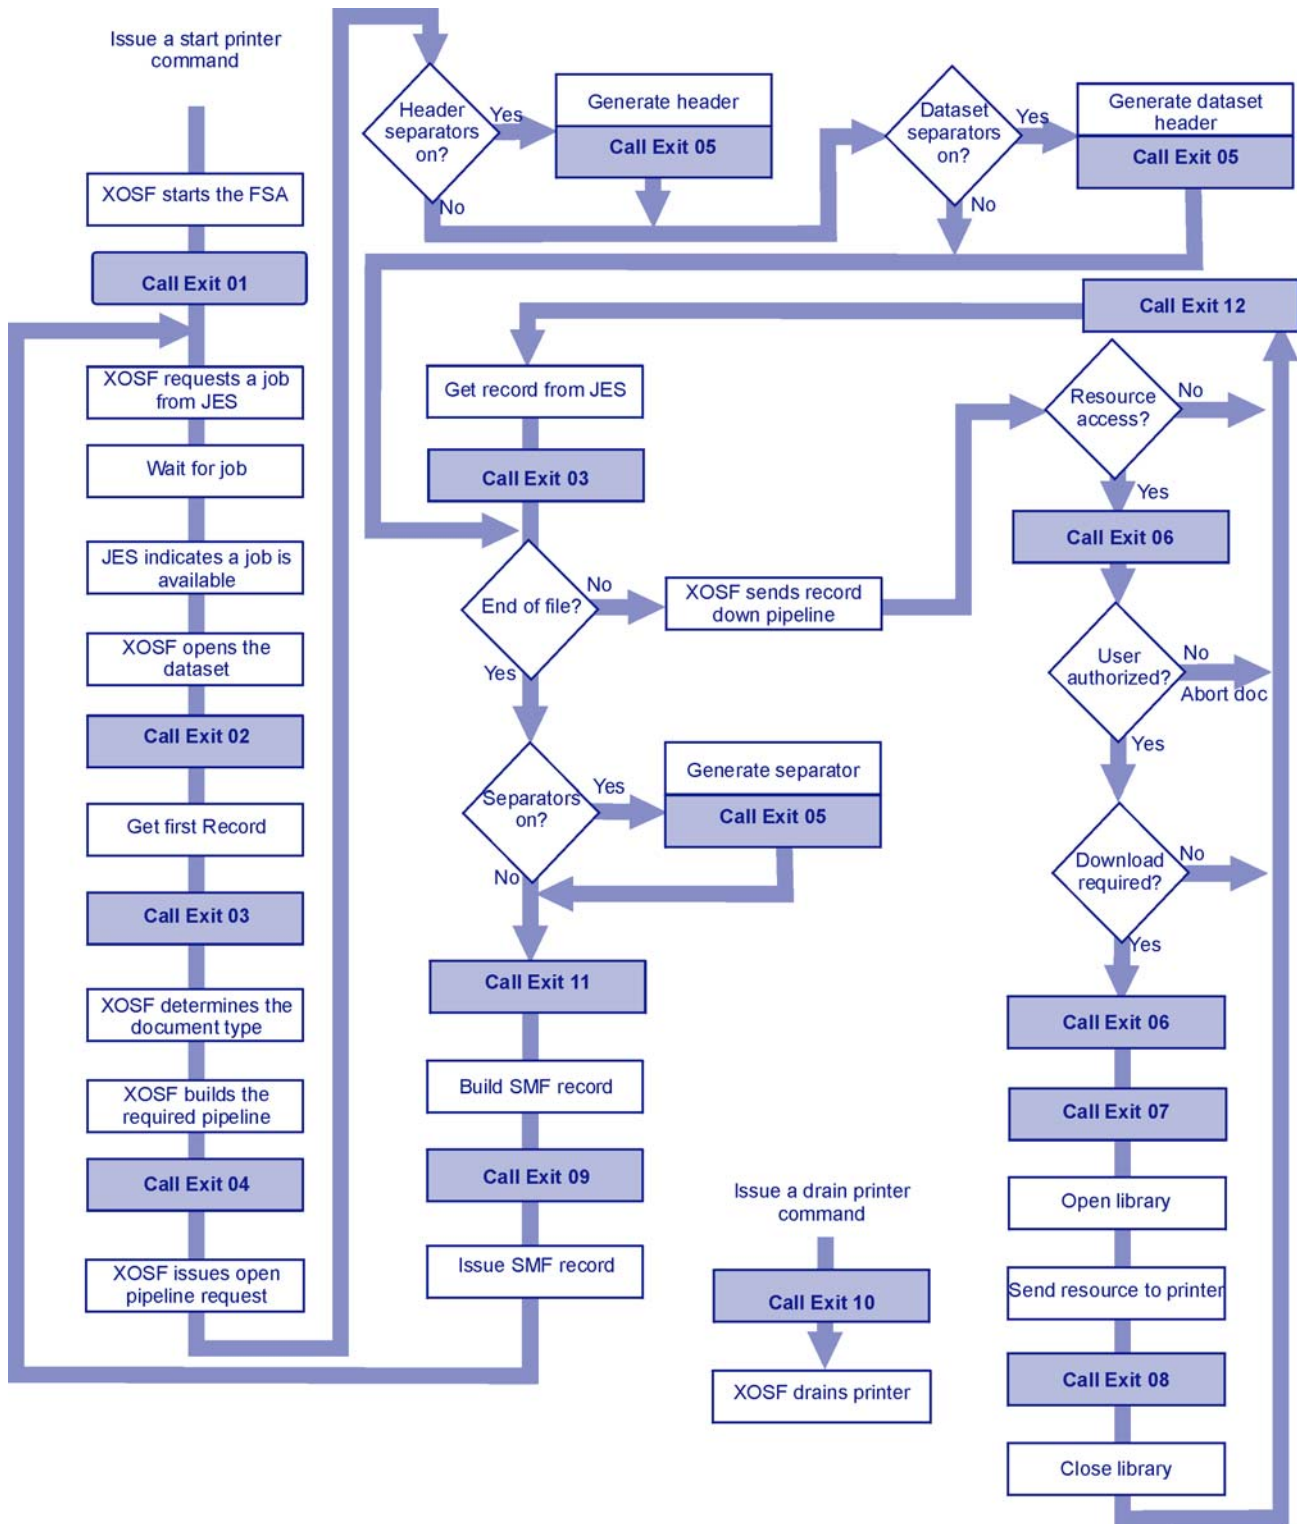 Issue a start printer
command
XOSF starts the FSA
Call Exit 01
XOSF requests a job
from JES
Wait for job
JES indicates a job is
available
XOSF opens the
dataset
Call Exit 02
Get first Record
Call Exit 03
XOSF determines the
document type
XOSF builds the
required pipeline
Call Exit 04
XOSF issues open
pipeline request
Header
separators
on?
Yes
No
Generate header
Call Exit 05
Dataset
separators
on?
Yes
No
Generate dataset
header
Call Exit 05
Call Exit 12
Get record from JES
Call Exit 03
End of file?
No
Yes
XOSF sends record
down pipeline
Separators
on?
Yes
No
Generate separator
Call Exit 05
Call Exit 11
Build SMF record
Call Exit 09
Issue SMF record
Resource
access?
No
Yes
Call Exit 06
User
authorized?
No
Abort doc
Yes
Download
required?
No
Yes
Call Exit 06
Call Exit 07
Open library
Send resource to printer
Call Exit 08
Close library
Issue a drain printer
command
Call Exit 10
XOSF drains printer